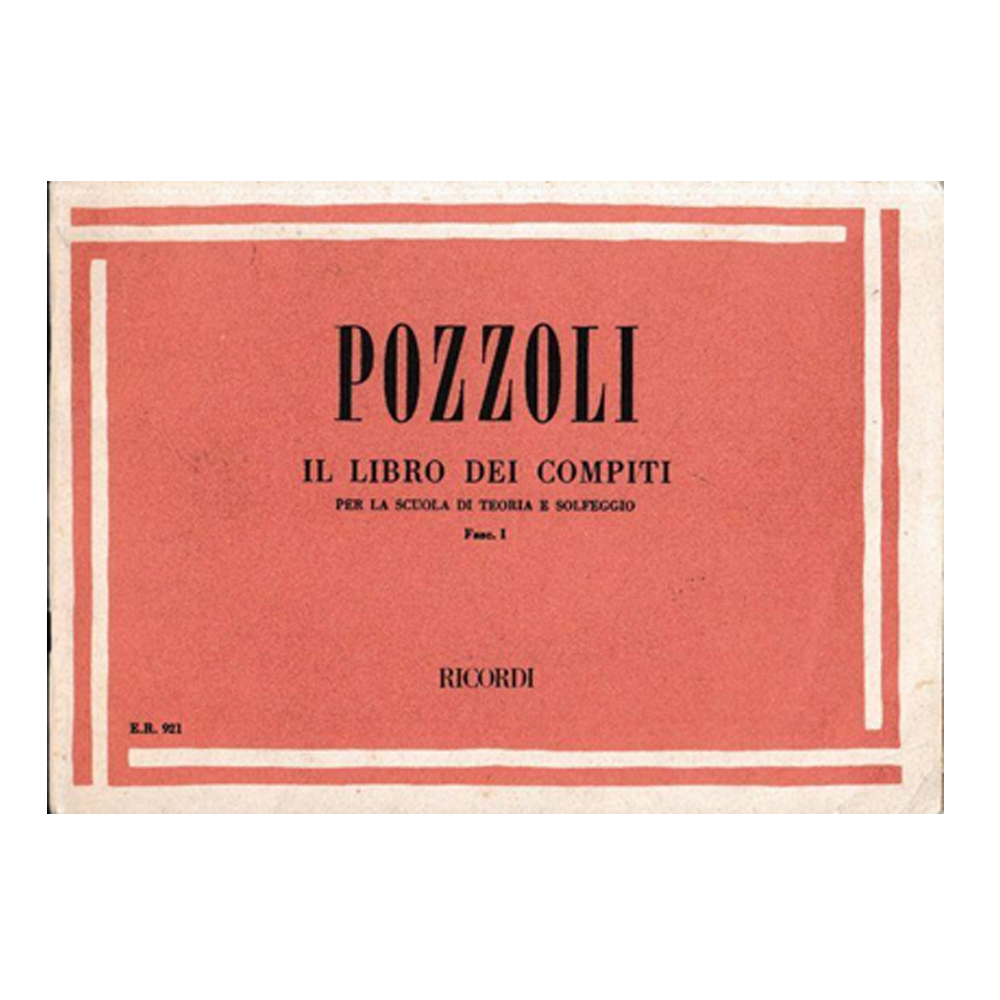 POZZOLI
IL LIBRO DEI COMPITI
PER LA SCUOLA DI TEORIA E SOLFEGGIO
Fasc. I
RICORDI
E.R. 921